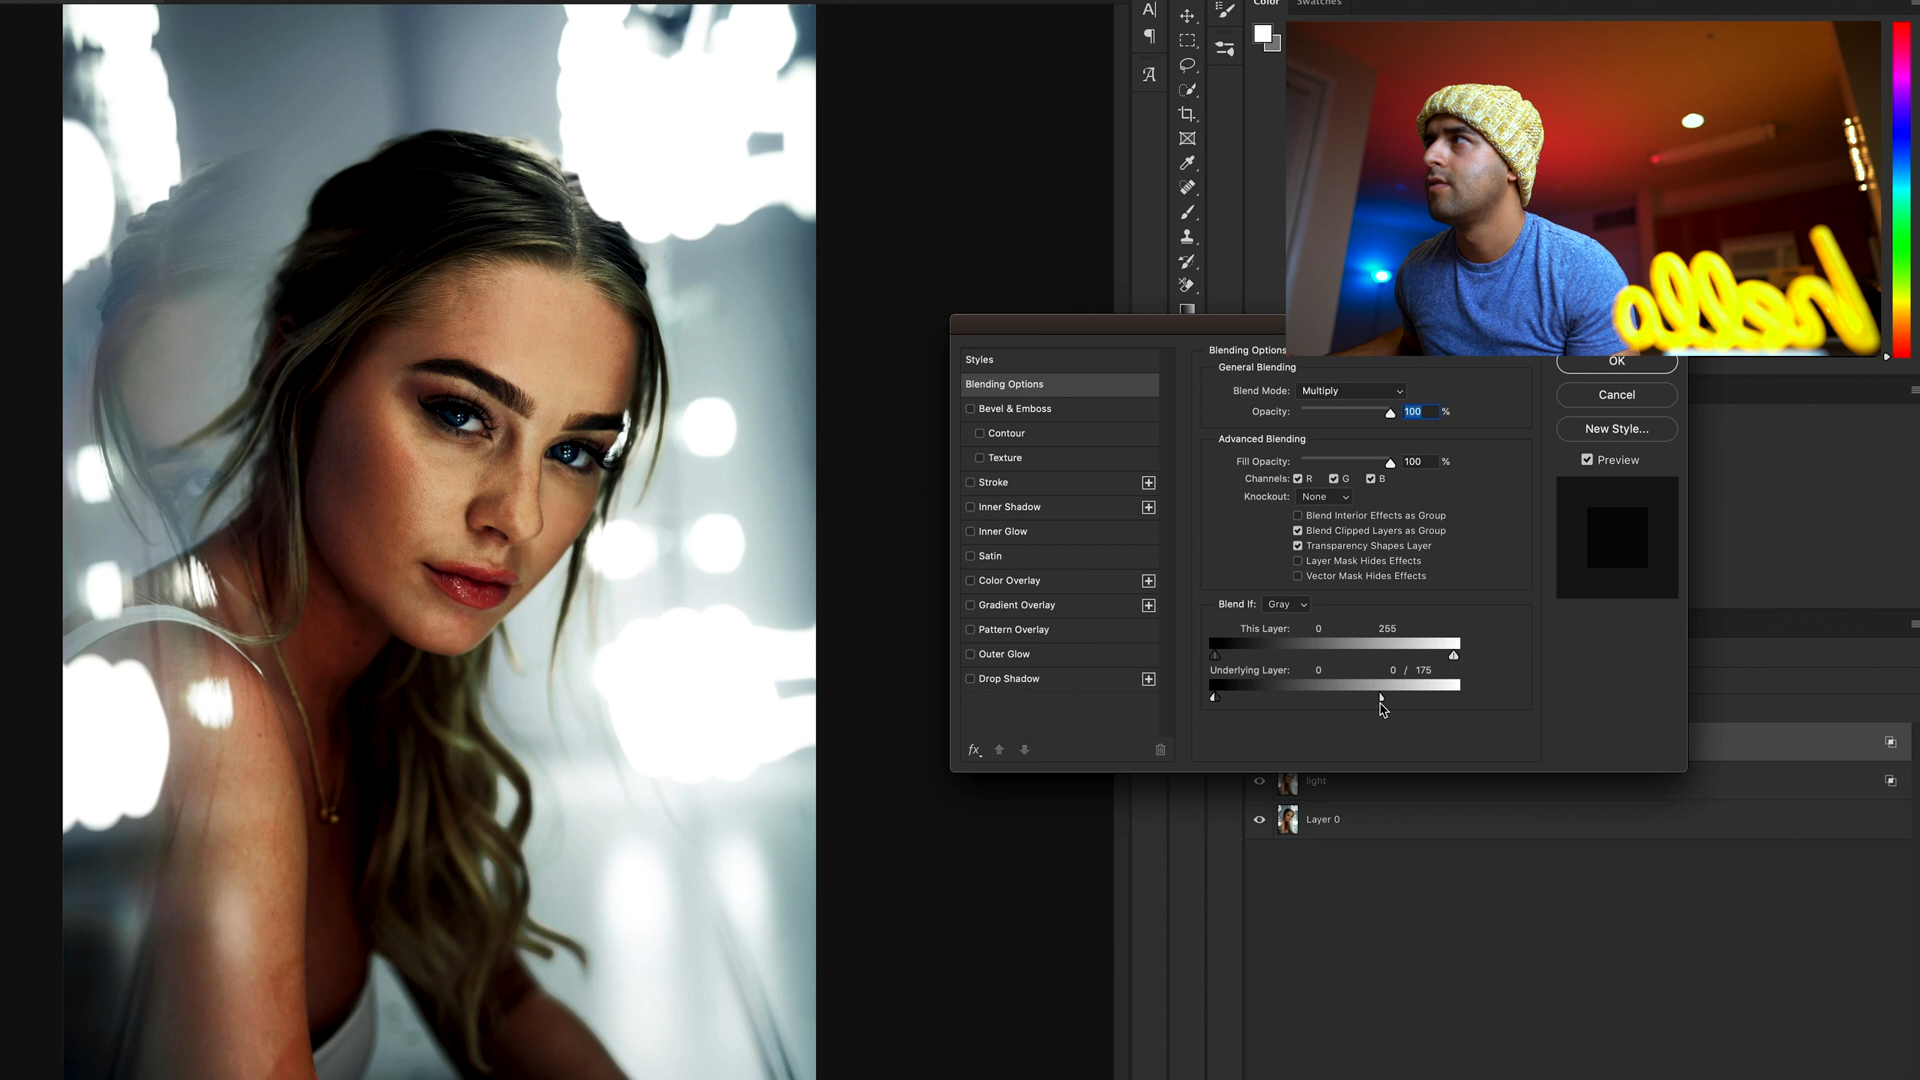 Color Swatches
Styles
Blending Options
Bevel & Emboss
Contour
Texture
Stroke
Inner Shadow
Inner Glow
Satin
Color Overlay
Gradient Overlay
Pattern Overlay
Outer Glow
Drop Shadow
fx
Blending Options
General Blending
Blend Mode: Multiply
Opacity: 100 %
Advanced Blending
Fill Opacity: 100 %
Channels: R G B
Knockout: None
Blend Interior Effects as Group
Blend Clipped Layers as Group
Transparency Shapes Layer
Layer Mask Hides Effects
Vector Mask Hides Effects
Blend If: Gray
This Layer: 0 255
Underlying Layer: 0 0 / 175
OK
Cancel
New Style...
Preview
light
Layer 0